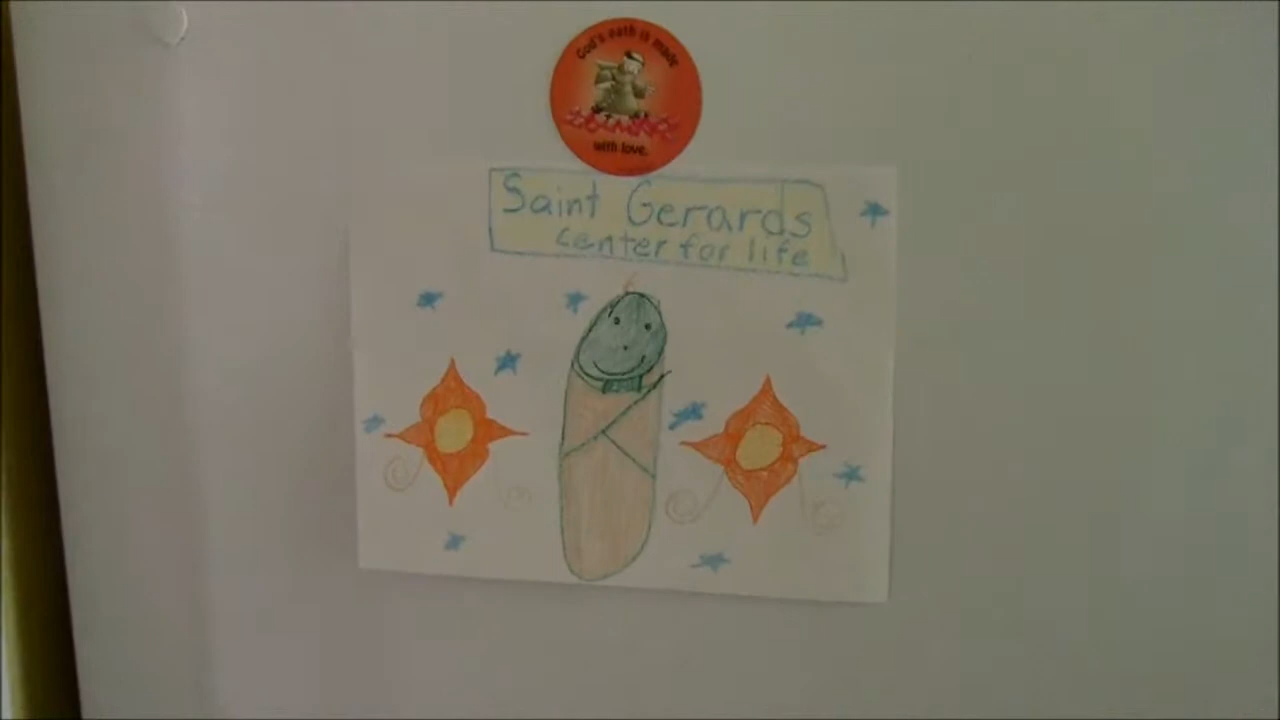 God's path is made
with love.
Saint Gerards
center for life